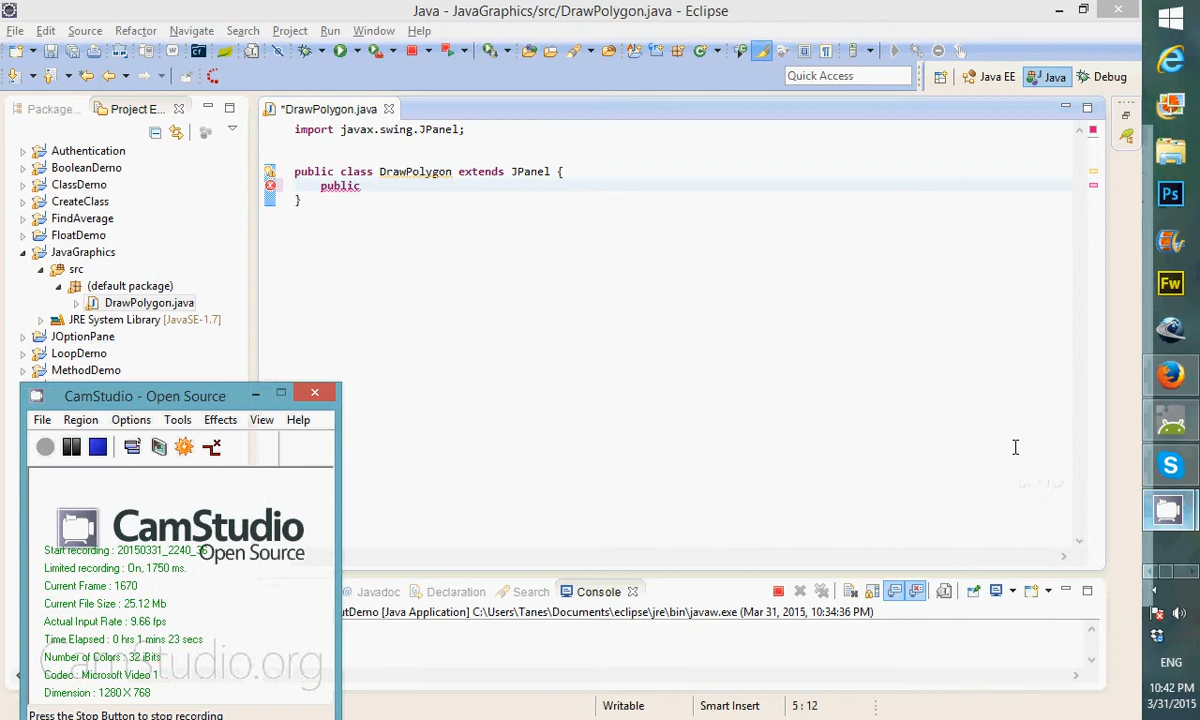 Java - JavaGraphics/src/DrawPolygon.java - Eclipse
File Edit Source Refactor Navigate Search Project Run Window Help
Quick Access
Java EE
Java
Debug
Package...
Project E...
*DrawPolygon.java
import javax.swing.JPanel;
public class DrawPolygon extends JPanel {
public
}
Authentication
BooleanDemo
ClassDemo
CreateClass
FindAverage
FloatDemo
JavaGraphics
src
(default package)
DrawPolygon.java
JRE System Library [JavaSE-1.7]
JOptionPane
LoopDemo
MethodDemo
CamStudio - Open Source
File Region Options Tools Effects View Help
CamStudio
Open Source
Start recording : 20150331_2240_36
Limited recording : On, 1750 ms.
Current Frame : 1670
Current File Size : 25.12 Mb
Actual Input Rate : 9.66 fps
Time Elapsed : 0 hrs 1 mins 23 secs
Number of Colors : 32 Bits
Codec : Microsoft Video 1
Dimension : 1280 X 768
CamStudio.org
Press the Stop Button to stop recording
Javadoc Declaration Search Console
utDemo [Java Application] C:\Users\Tanes\Documents\eclipse\jre\bin\javaw.exe (Mar 31, 2015, 10:34:36 PM)
Writable Smart Insert 5 : 12
Ps
Fw
ENG
10:42 PM
3/31/2015